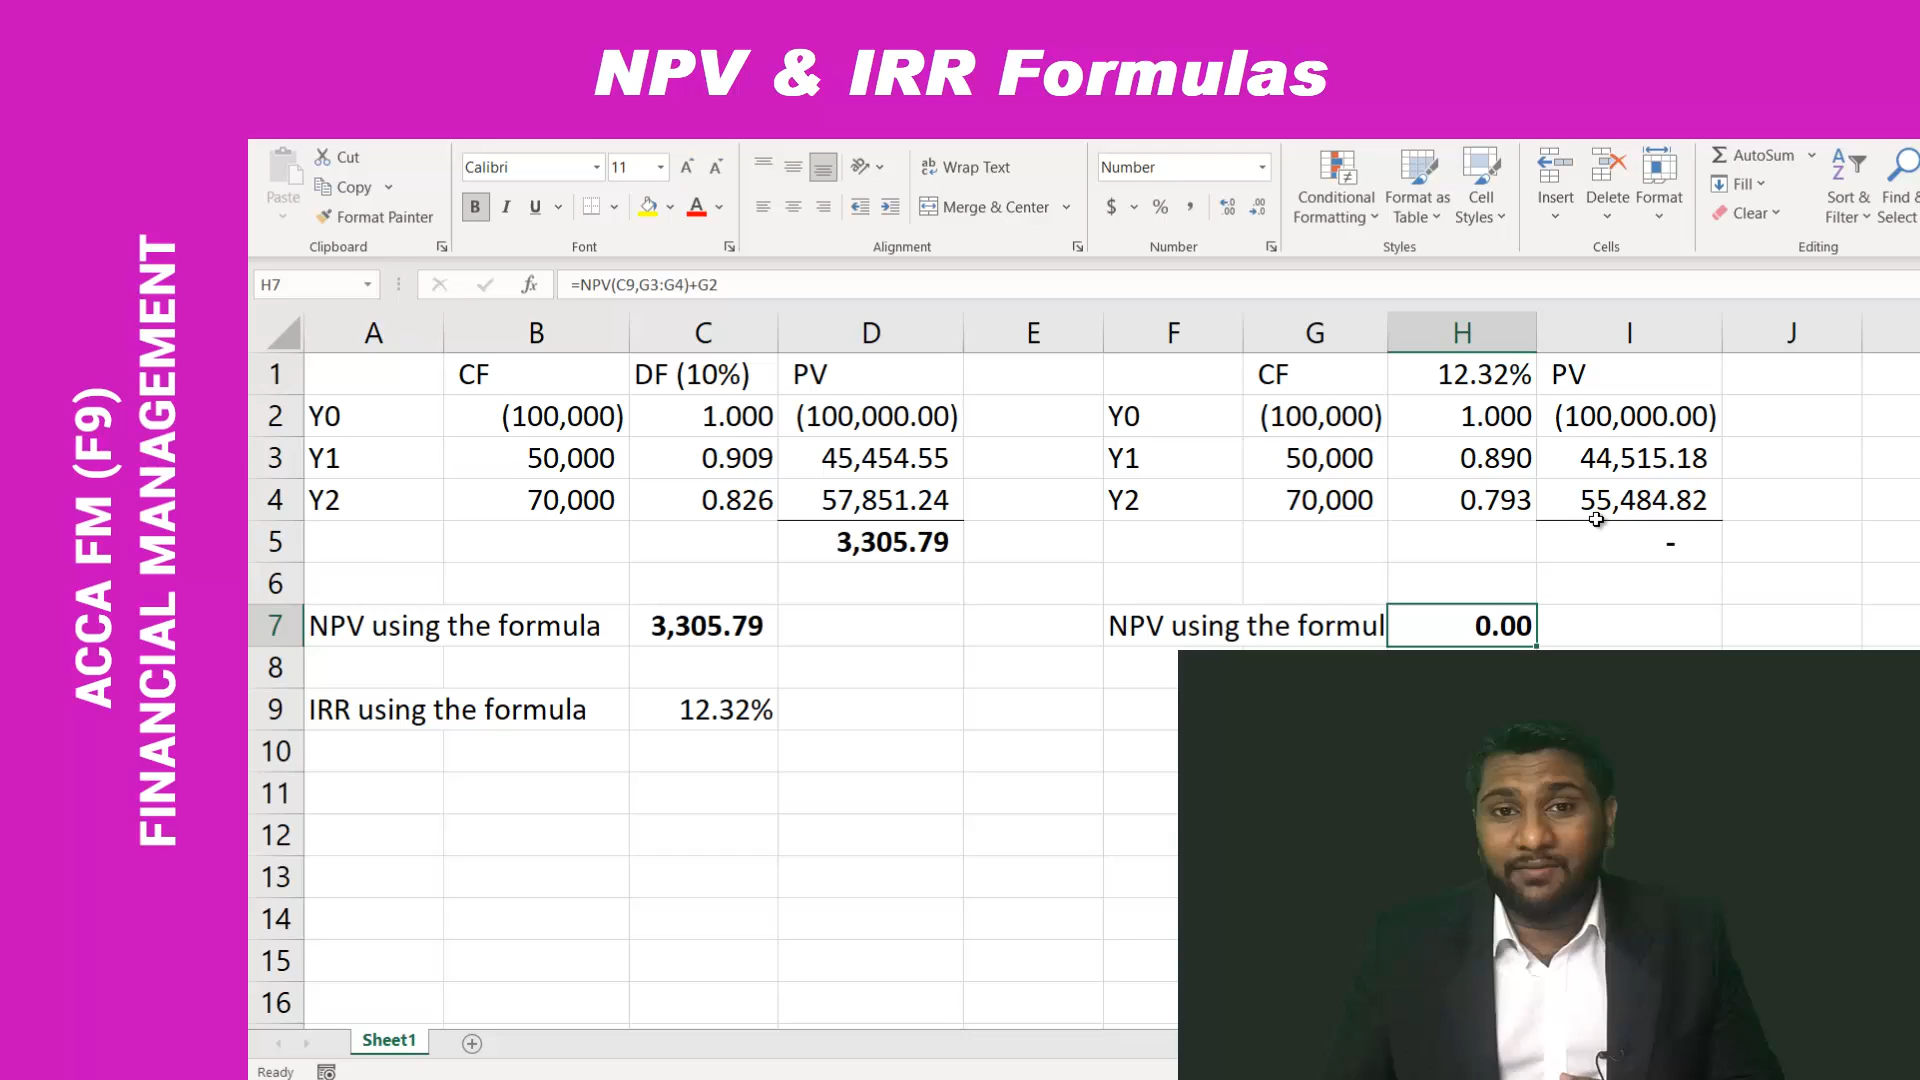 NPV & IRR Formulas
ACCA FM (F9)
FINANCIAL MANAGEMENT
Cut
Copy
Paste
Format Painter
Clipboard
Calibri 11
B I U
Font
Wrap Text
Merge & Center
Alignment
Number
$ % ,
Number
Conditional Formatting
Format as Table
Cell Styles
Styles
Insert Delete Format
Cells
AutoSum
Fill
Clear
Sort & Filter
Find & Select
Editing
H7 fx =NPV(C9,G3:G4)+G2
A B C D E F G H I J
1 CF DF (10%) PV CF 12.32% PV
2 Y0 (100,000) 1.000 (100,000.00) Y0 (100,000) 1.000 (100,000.00)
3 Y1 50,000 0.909 45,454.55 Y1 50,000 0.890 44,515.18
4 Y2 70,000 0.826 57,851.24 Y2 70,000 0.793 55,484.82
5 3,305.79 -
6
7 NPV using the formula 3,305.79 NPV using the formul 0.00
8
9 IRR using the formula 12.32%
10
11
12
13
14
15
16
Sheet1
Ready